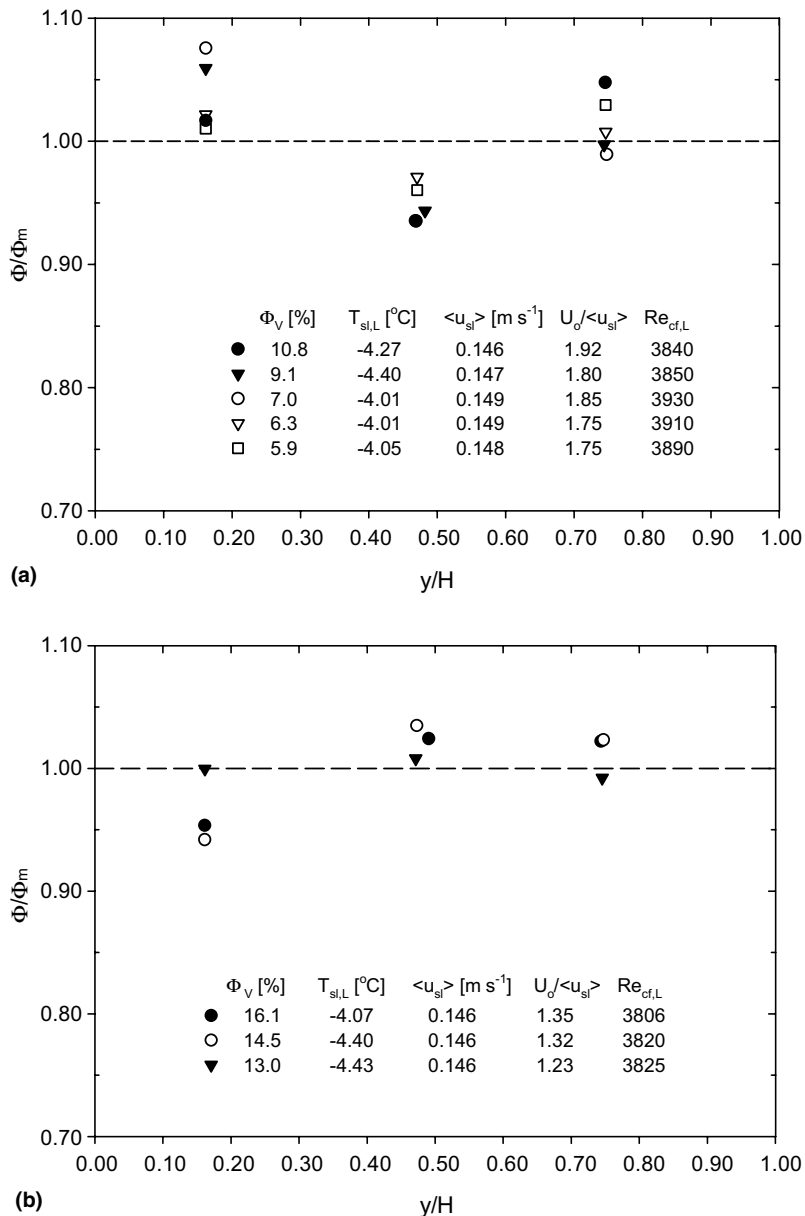 1.10
1.00
0.90
0.80
0.70
Φ/Φm
ΦV [%] Tsl,L [oC] <usl> [m s-1] Uo/<usl> Recf,L
10.8 -4.27 0.146 1.92 3840
9.1 -4.40 0.147 1.80 3850
7.0 -4.01 0.149 1.85 3930
6.3 -4.01 0.149 1.75 3910
5.9 -4.05 0.148 1.75 3890
0.00 0.10 0.20 0.30 0.40 0.50 0.60 0.70 0.80 0.90 1.00
(a) y/H
1.10
1.00
0.90
0.80
0.70
Φ/Φm
ΦV [%] Tsl,L [oC] <usl> [m s-1] Uo/<usl> Recf,L
16.1 -4.07 0.146 1.35 3806
14.5 -4.40 0.146 1.32 3820
13.0 -4.43 0.146 1.23 3825
0.00 0.10 0.20 0.30 0.40 0.50 0.60 0.70 0.80 0.90 1.00
(b) y/H